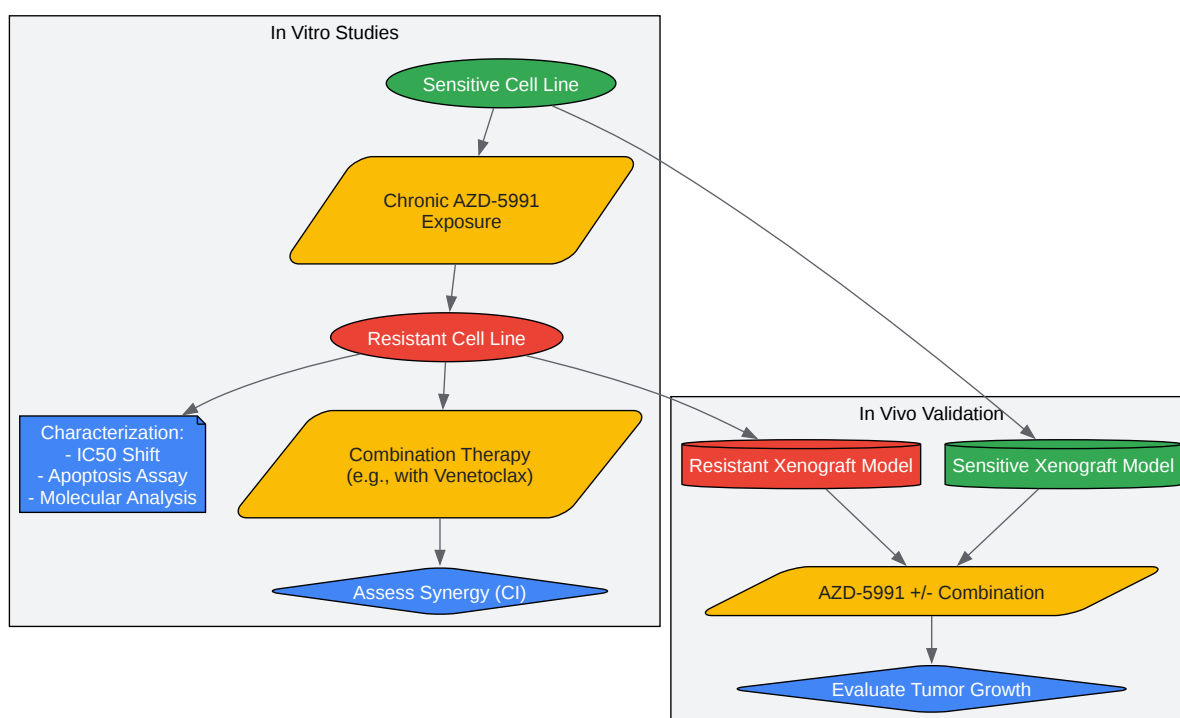 In Vitro Studies
Sensitive Cell Line
Chronic AZD-5991
Exposure
Resistant Cell Line
Characterization:
- IC50 Shift
- Apoptosis Assay
- Molecular Analysis
Combination Therapy
(e.g., with Venetoclax)
Assess Synergy (CI)
In Vivo Validation
Resistant Xenograft Model
Sensitive Xenograft Model
AZD-5991 +/- Combination
Evaluate Tumor Growth